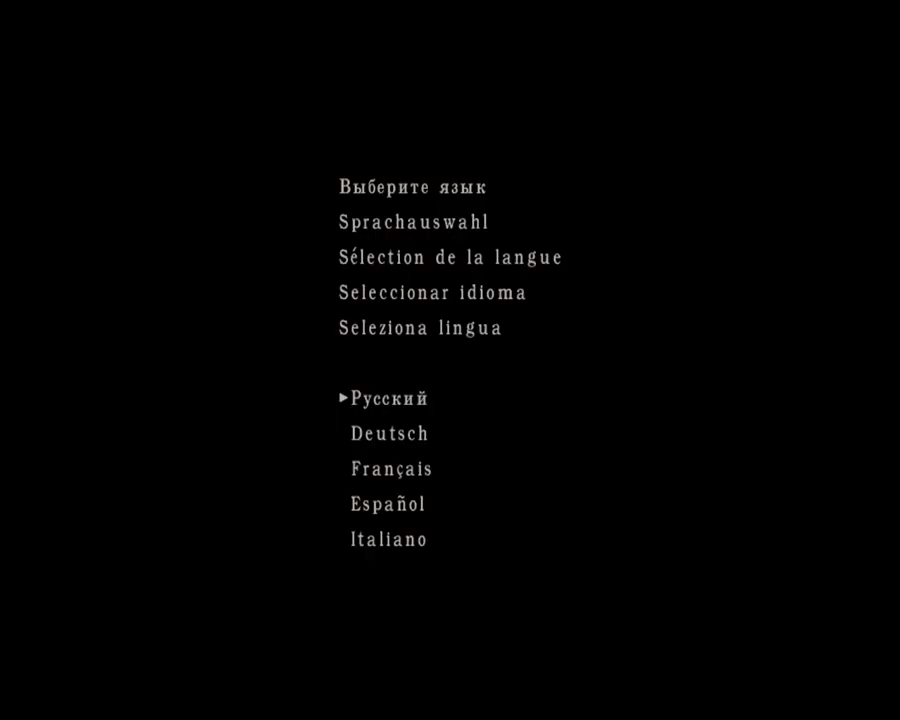 Выберите язык
Sprachauswahl
Sélection de la langue
Seleccionar idioma
Seleziona lingua
▶Русский
Deutsch
Français
Español
Italiano